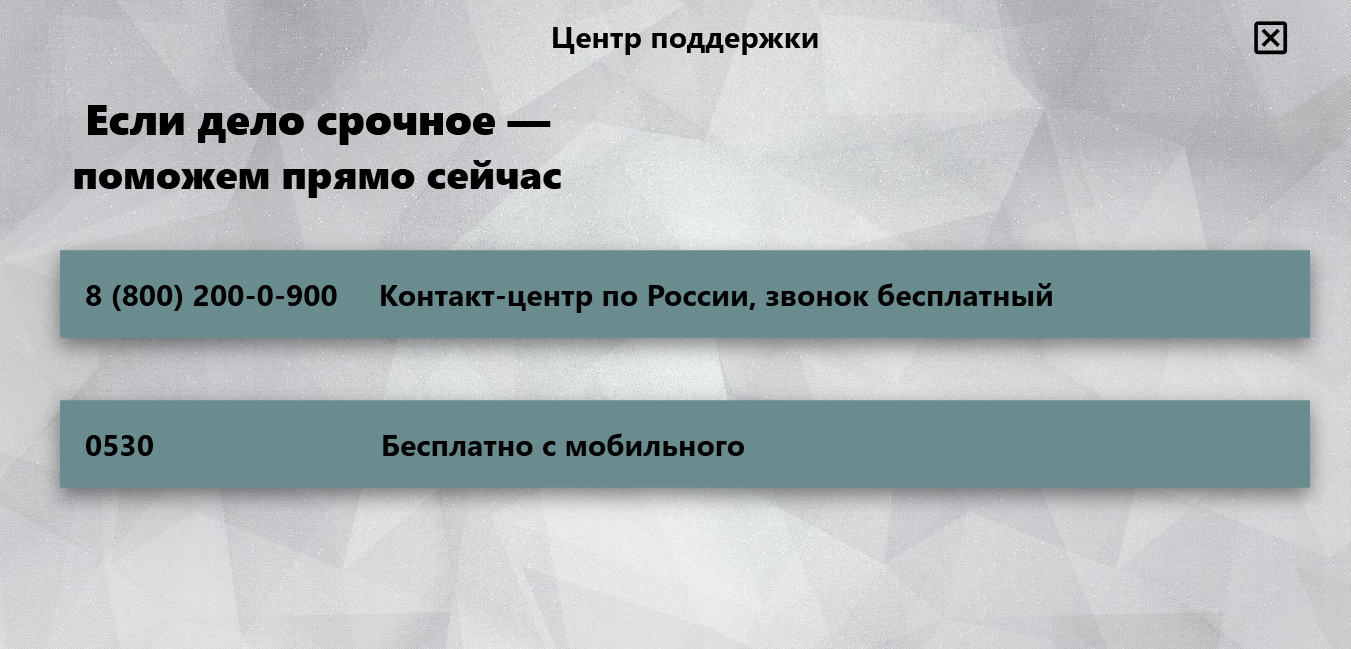 Центр поддержки
Если дело срочное —
поможем прямо сейчас
8 (800) 200-0-900 Контакт-центр по России, звонок бесплатный
0530 Бесплатно с мобильного